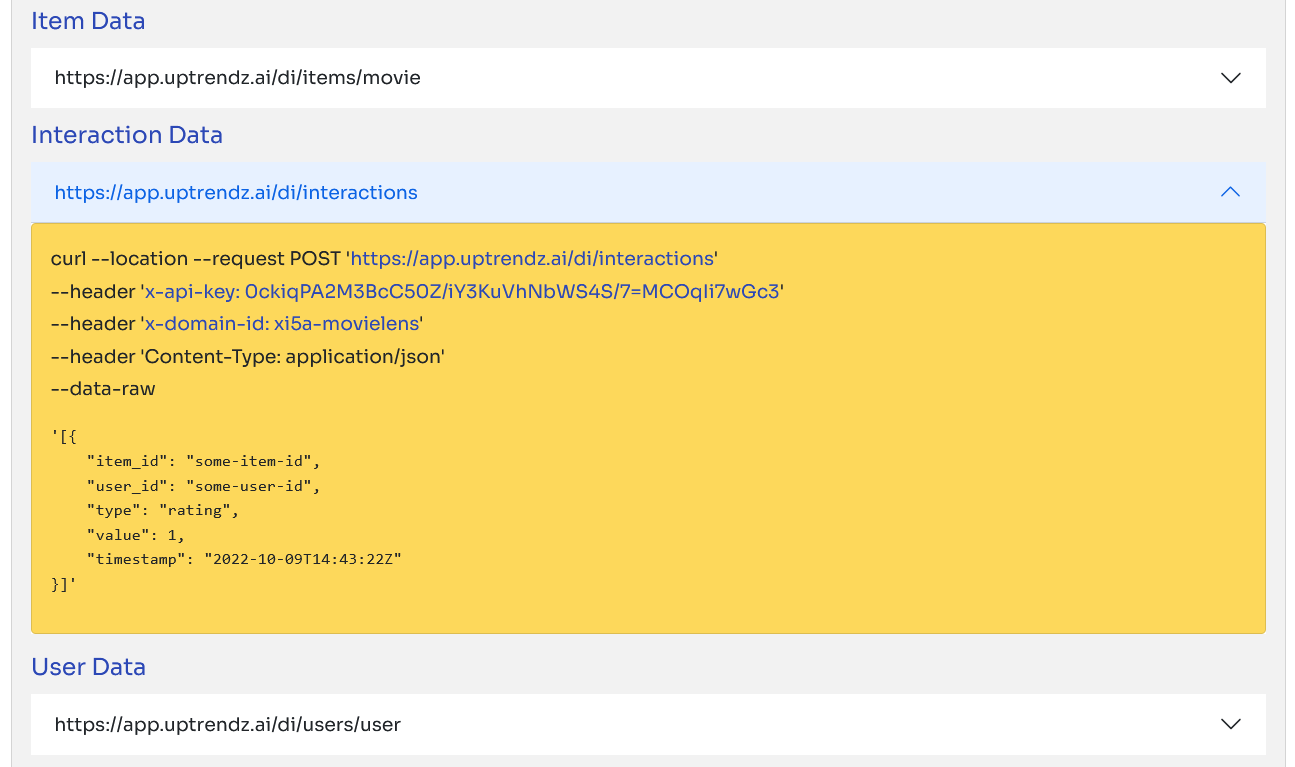 Item Data
https://app.uptrendz.ai/di/items/movie
Interaction Data
https://app.uptrendz.ai/di/interactions
curl --location --request POST 'https://app.uptrendz.ai/di/interactions'
--header 'x-api-key: 0ckiqPA2M3BcC50Z/iY3KuVhNbWS4S/7=MCOqIi7wGc3'
--header 'x-domain-id: xi5a-movielens'
--header 'Content-Type: application/json'
--data-raw
'[{
    "item_id": "some-item-id",
    "user_id": "some-user-id",
    "type": "rating",
    "value": 1,
    "timestamp": "2022-10-09T14:43:22Z"
}]'
User Data
https://app.uptrendz.ai/di/users/user